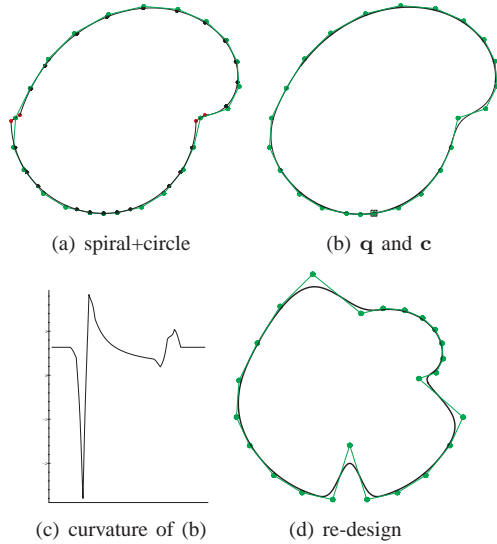 (a) spiral+circle
(b) q and c
(c) curvature of (b)
(d) re-design